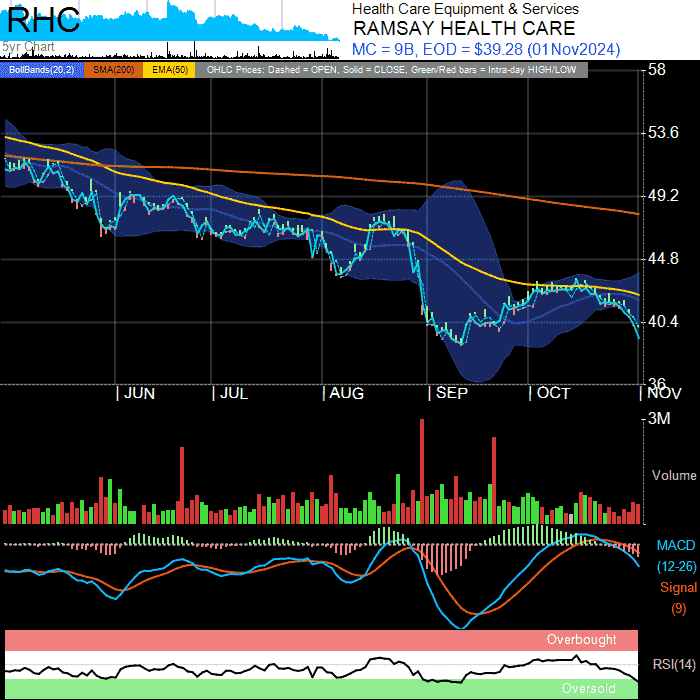 RHC
5yr Chart
Health Care Equipment & Services
RAMSAY HEALTH CARE
MC = 9B, EOD = $39.28 (01Nov2024)
BollBands(20,2) SMA(200) EMA(50) OHLC Prices: Dashed = OPEN, Solid = CLOSE, Green/Red bars = Intra-day HIGH/LOW
58
53.6
49.2
44.8
40.4
36
JUN JUL AUG SEP OCT NOV
3M
Volume
MACD
(12-26)
Signal
(9)
Overbought
RSI(14)
Oversold